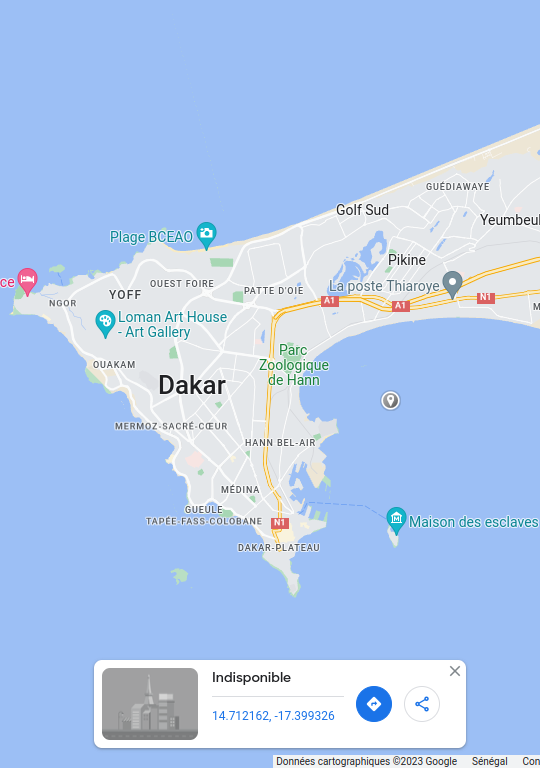 GUÉDIAWAYE
Golf Sud
Yeumbeul
Plage BCEAO
Pikine
ce
OUEST FOIRE
La poste Thiaroye
YOFF
PATTE D'OIE
NGOR
A1
A1
N1
M
Loman Art House
- Art Gallery
Parc
Zoologique
de Hann
OUAKAM
Dakar
MERMOZ-SACRÉ-CŒUR
HANN BEL-AIR
MÉDINA
GUEULE
TAPÉE-FASS-COLOBANE
N1
Maison des esclaves
DAKAR-PLATEAU
Indisponible
14.712162, -17.399326
Données cartographiques ©2023 Google
Sénégal
Con